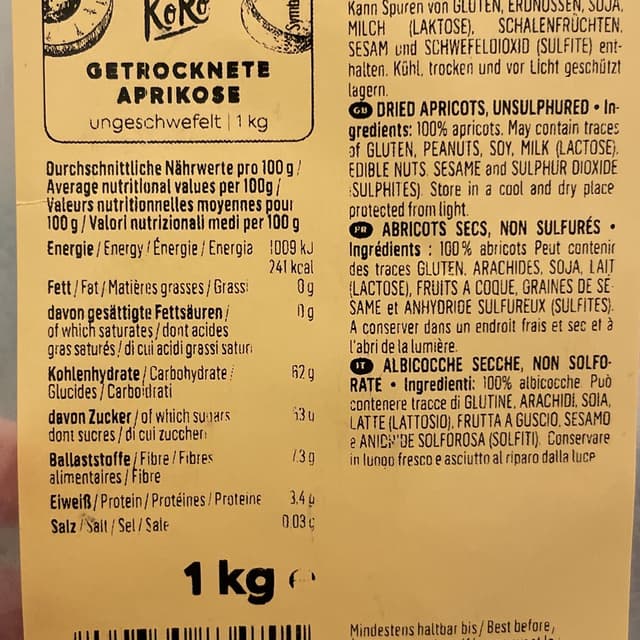 KoRo
Symb
GETROCKNETE
APRIKOSE
ungeschwefelt | 1 kg
Durchschnittliche Nährwerte pro 100 g /
Average nutritional values per 100g /
Valeurs nutritionnelles moyennes pour
100 g / Valori nutrizionali medi per 100 g
Energie / Energy / Énergie / Energia 1009 kJ
241 kcal
Fett / Fat / Matières grasses / Grassi 0 g
davon gesättigte Fettsäuren / 0 g
of which saturates / dont acides
gras saturés / di cui acidi grassi saturi
Kohlenhydrate / Carbohydrate / 62 g
Glucides / Carboidrati
davon Zucker / of which sugars 53 g
dont sucres / di cui zuccheri
Ballaststoffe / Fibre / Fibres 7.3 g
alimentaires / Fibre
Eiweiß / Protein / Protéines / Proteine 3.4 g
Salz / Salt / Sel / Sale 0.03 g
1 kg e
Kann Spuren von GLUTEN, ERDNÜSSEN, SOJA,
MILCH (LAKTOSE), SCHALENFRÜCHTEN,
SESAM und SCHWEFELDIOXID (SULFITE) ent-
halten. Kühl, trocken und vor Licht geschützt
lagern.
GB DRIED APRICOTS, UNSULPHURED • In-
gredients: 100% apricots. May contain traces
of GLUTEN, PEANUTS, SOY, MILK (LACTOSE),
EDIBLE NUTS, SESAME and SULPHUR DIOXIDE
(SULPHITES). Store in a cool and dry place
protected from light.
FR ABRICOTS SECS, NON SULFURÉS •
Ingrédients : 100% abricots Peut contenir
des traces GLUTEN, ARACHIDES, SOJA, LAIT
(LACTOSE), FRUITS A COQUE, GRAINES DE SÉ-
SAME et ANHYDRIDE SULFUREUX (SULFITES).
A conserver dans un endroit frais et sec et à
l'abri de la lumière.
IT ALBICOCCHE SECCHE, NON SOLFO-
RATE • Ingredienti: 100% albicocche. Può
contenere tracce di GLUTINE, ARACHIDI, SOIA,
LATTE (LATTOSIO), FRUTTA A GUSCIO, SESAMO
e ANIDRIDE SOLFOROSA (SOLFITI). Conservare
in luogo fresco e asciutto al riparo dalla luce
Mindestens haltbar bis / Best before /